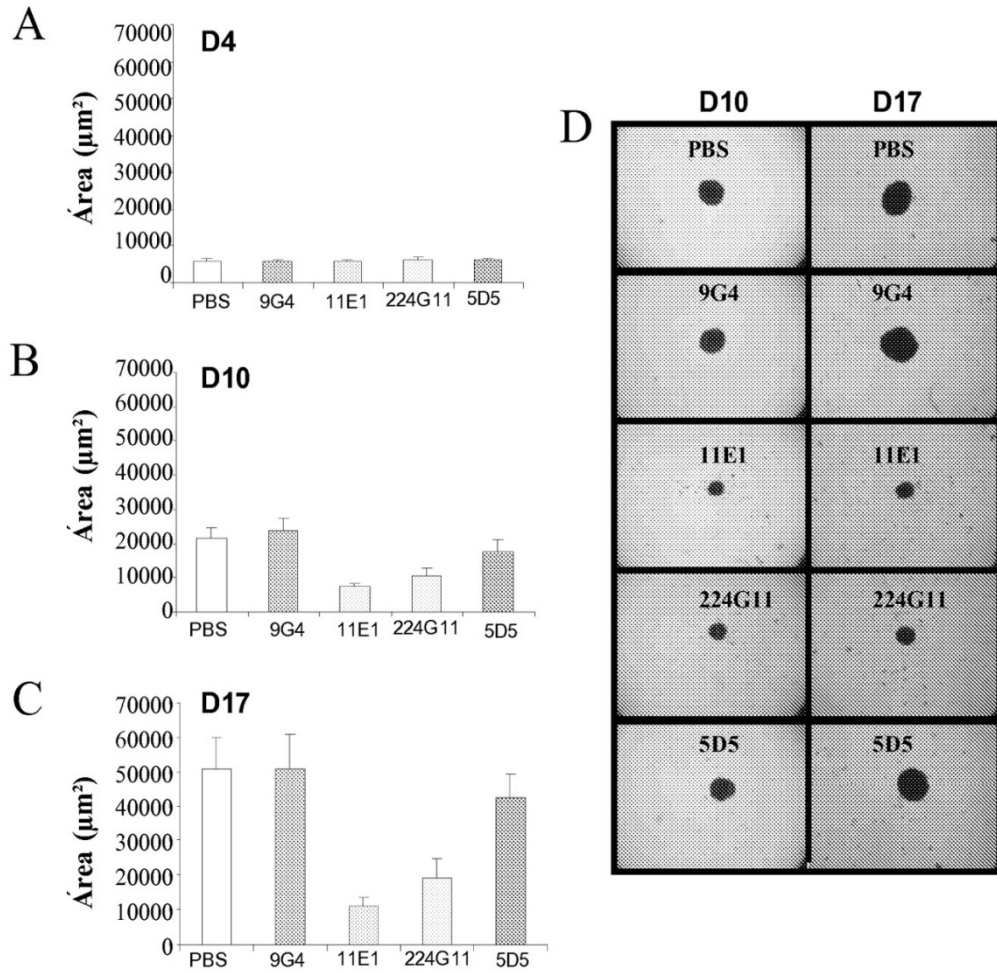 A
D4
Área (µm²)
70000
60000
50000
40000
30000
20000
10000
0
PBS 9G4 11E1 224G11 5D5
B
D10
Área (µm²)
70000
60000
50000
40000
30000
20000
10000
0
PBS 9G4 11E1 224G11 5D5
C
D17
Área (µm²)
70000
60000
50000
40000
30000
20000
10000
0
PBS 9G4 11E1 224G11 5D5
D
D10 D17
PBS PBS
9G4 9G4
11E1 11E1
224G11 224G11
5D5 5D5